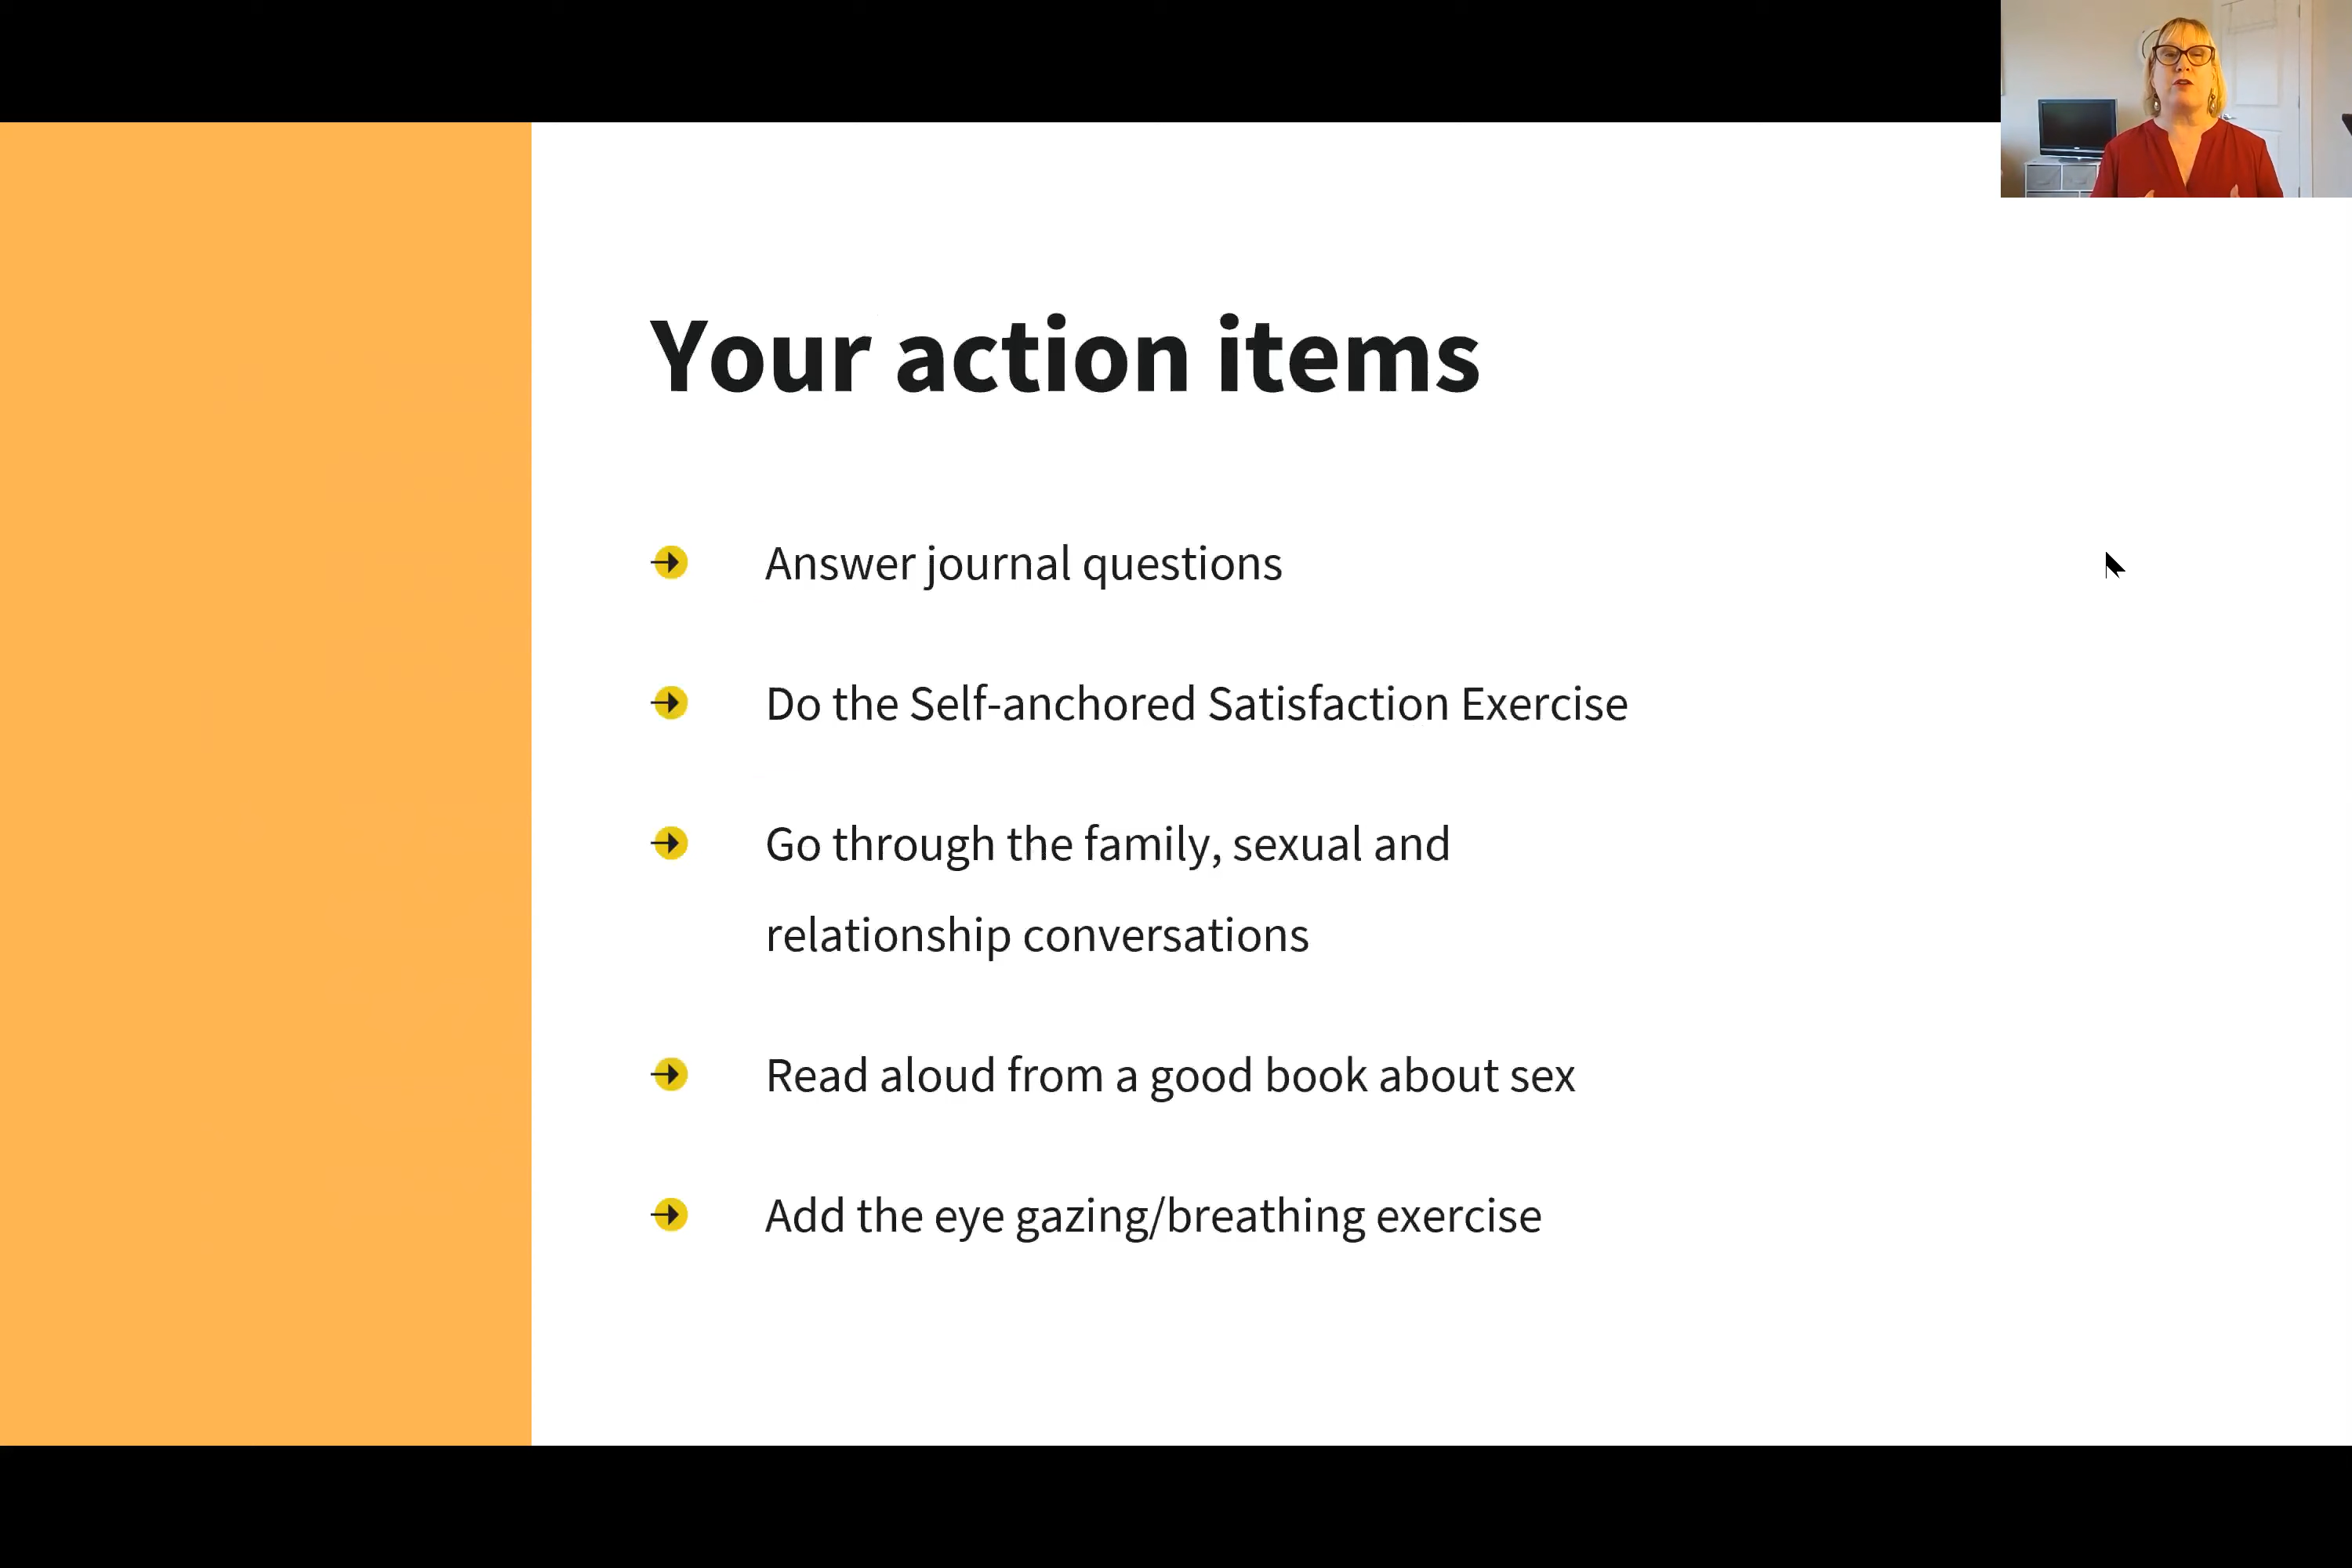 Your action items
Answer journal questions
Do the Self-anchored Satisfaction Exercise
Go through the family, sexual and
relationship conversations
Read aloud from a good book about sex
Add the eye gazing/breathing exercise